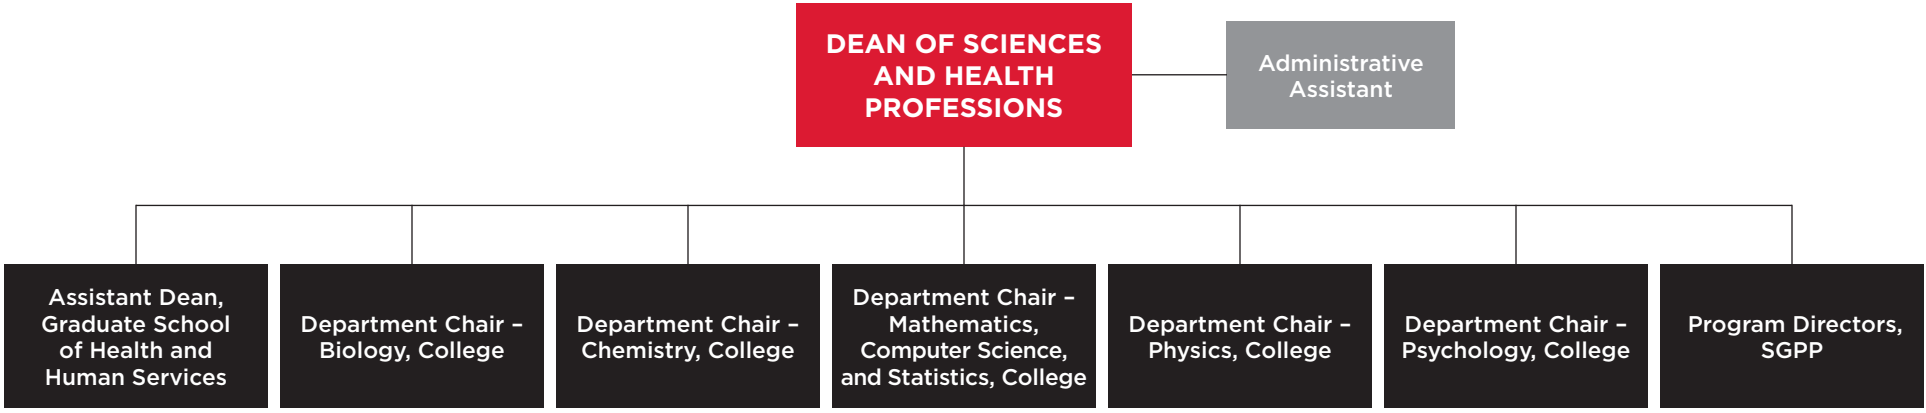 DEAN OF SCIENCES
AND HEALTH
PROFESSIONS
Administrative
Assistant
Assistant Dean,
Graduate School
of Health and
Human Services
Department Chair –
Biology, College
Department Chair –
Chemistry, College
Department Chair –
Mathematics,
Computer Science,
and Statistics, College
Department Chair –
Physics, College
Department Chair –
Psychology, College
Program Directors,
SGPP